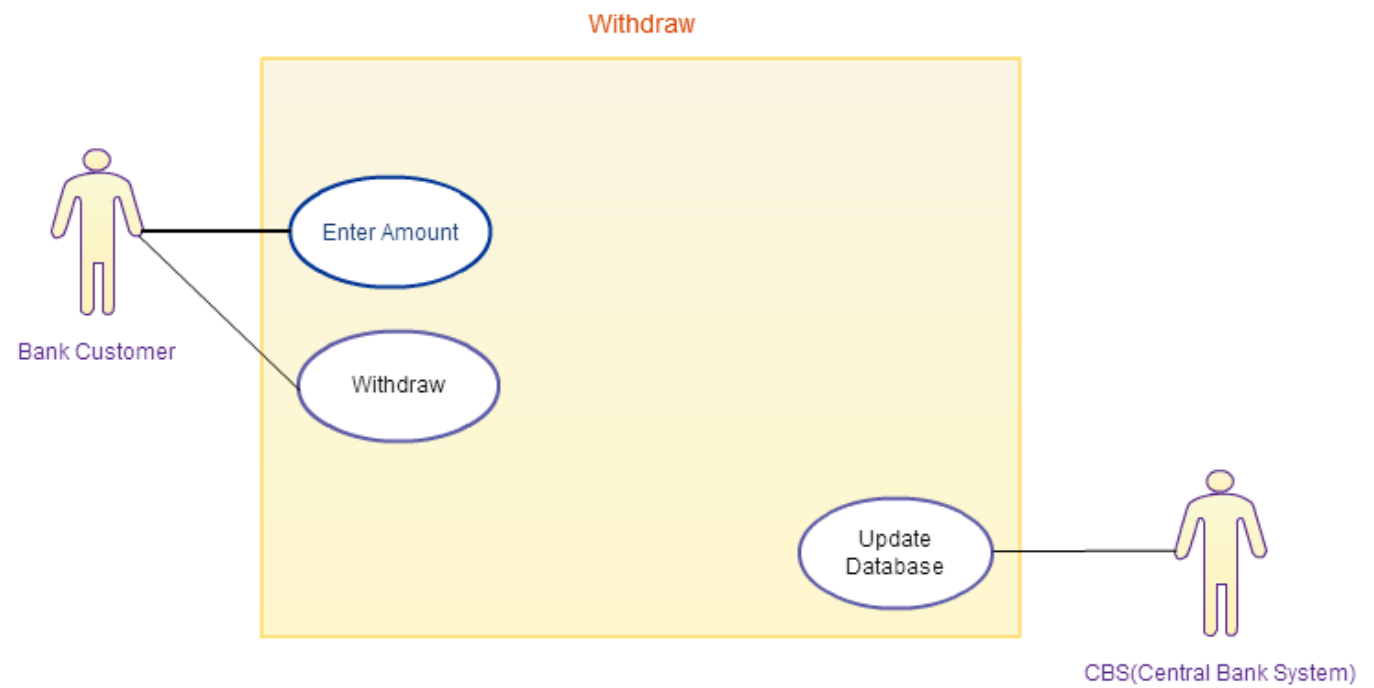 Withdraw
Enter Amount
Bank Customer
Withdraw
Update
Database
CBS(Central Bank System)